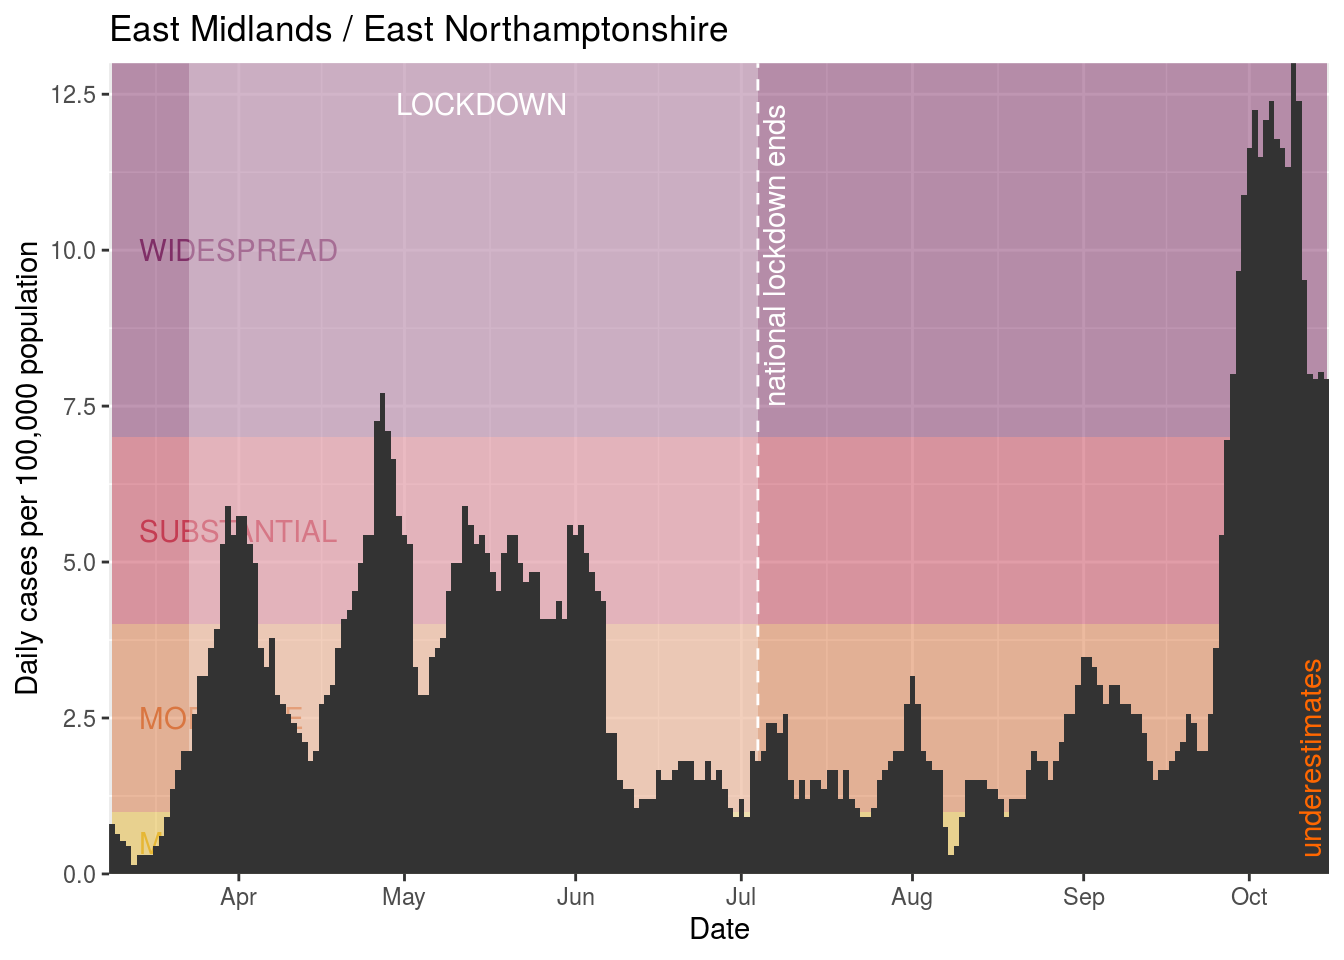 East Midlands / East Northamptonshire
12.5
10.0
7.5
5.0
2.5
0.0
Daily cases per 100,000 population
LOCKDOWN
national lockdown ends
WIDESPREAD
SUBSTANTIAL
underestimates
Apr
May
Jun
Jul
Aug
Sep
Oct
Date